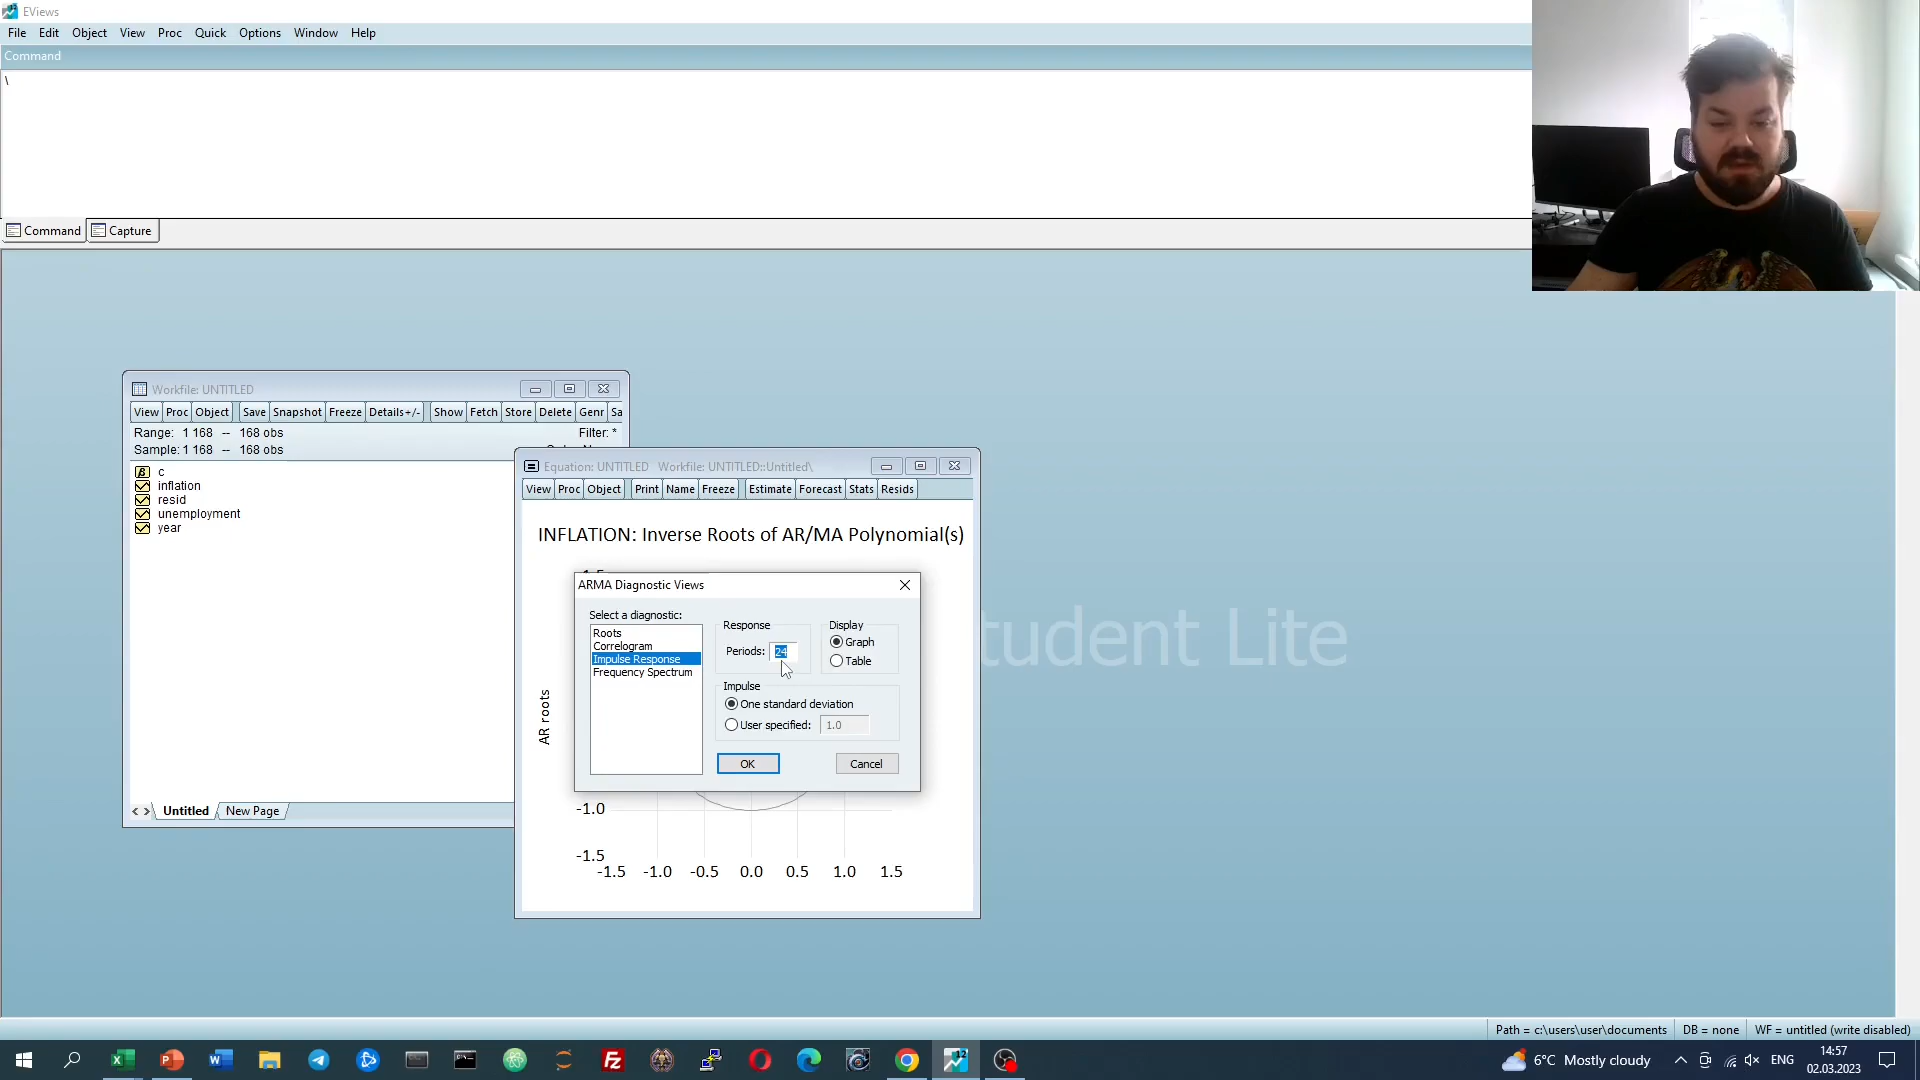 EViews
File Edit Object View Proc Quick Options Window Help
Command
\
Command Capture
Student Lite
Workfile: UNTITLED
View Proc Object Save Snapshot Freeze Details+/- Show Fetch Store Delete Genr Sa
Range: 1 168 -- 168 obs Filter: *
Sample: 1 168 -- 168 obs
c
inflation
resid
unemployment
year
< > Untitled New Page
Equation: UNTITLED Workfile: UNTITLED::Untitled\
View Proc Object Print Name Freeze Estimate Forecast Stats Resids
INFLATION: Inverse Roots of AR/MA Polynomial(s)
AR roots
-1.0
-1.5
-1.5 -1.0 -0.5 0.0 0.5 1.0 1.5
ARMA Diagnostic Views
Select a diagnostic:
Roots
Correlogram
Impulse Response
Frequency Spectrum
Response
Periods: 24
Display
Graph
Table
Impulse
One standard deviation
User specified: 1.0
OK Cancel
Path = c:\users\user\documents DB = none WF = untitled (write disabled)
6°C Mostly cloudy ENG 14:57
02.03.2023